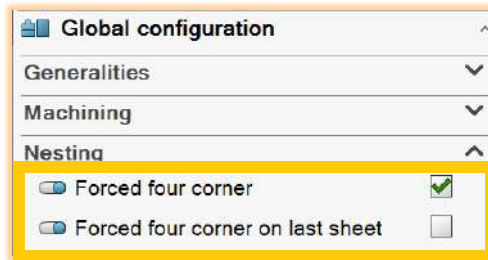 Global configuration
Generalities
Machining
Nesting
Forced four corner
Forced four corner on last sheet